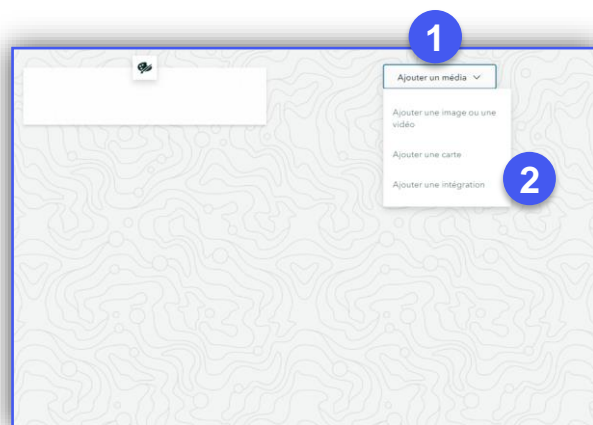 1
Ajouter un média
Ajouter une image ou une
vidéo
Ajouter une carte
Ajouter une intégration
2